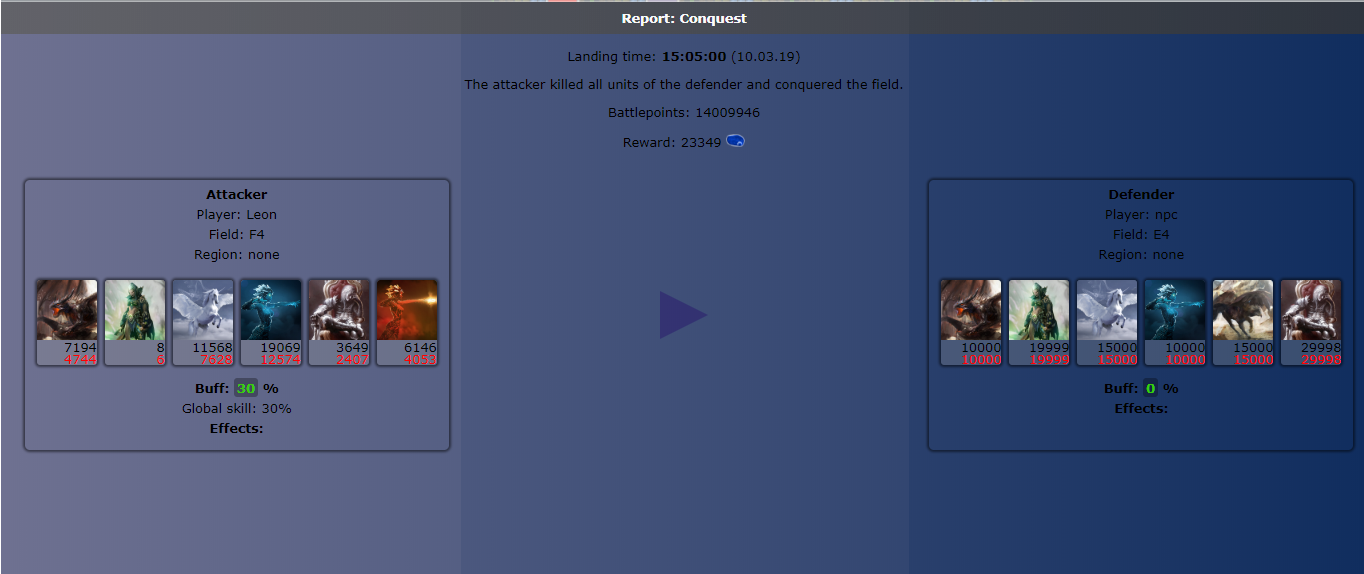 Report: Conquest
Landing time: 15:05:00 (10.03.19)
The attacker killed all units of the defender and conquered the field.
Battlepoints: 14009946
Reward: 23349
Attacker
Player: Leon
Field: F4
Region: none
7194 8 11568 19069 3649 6146
4744 6 7628 12574 2407 4053
Buff: 30 %
Global skill: 30%
Effects:
Defender
Player: npc
Field: E4
Region: none
10000 19999 15000 10000 15000 29998
10000 19999 15000 10000 15000 29998
Buff: 0 %
Effects: